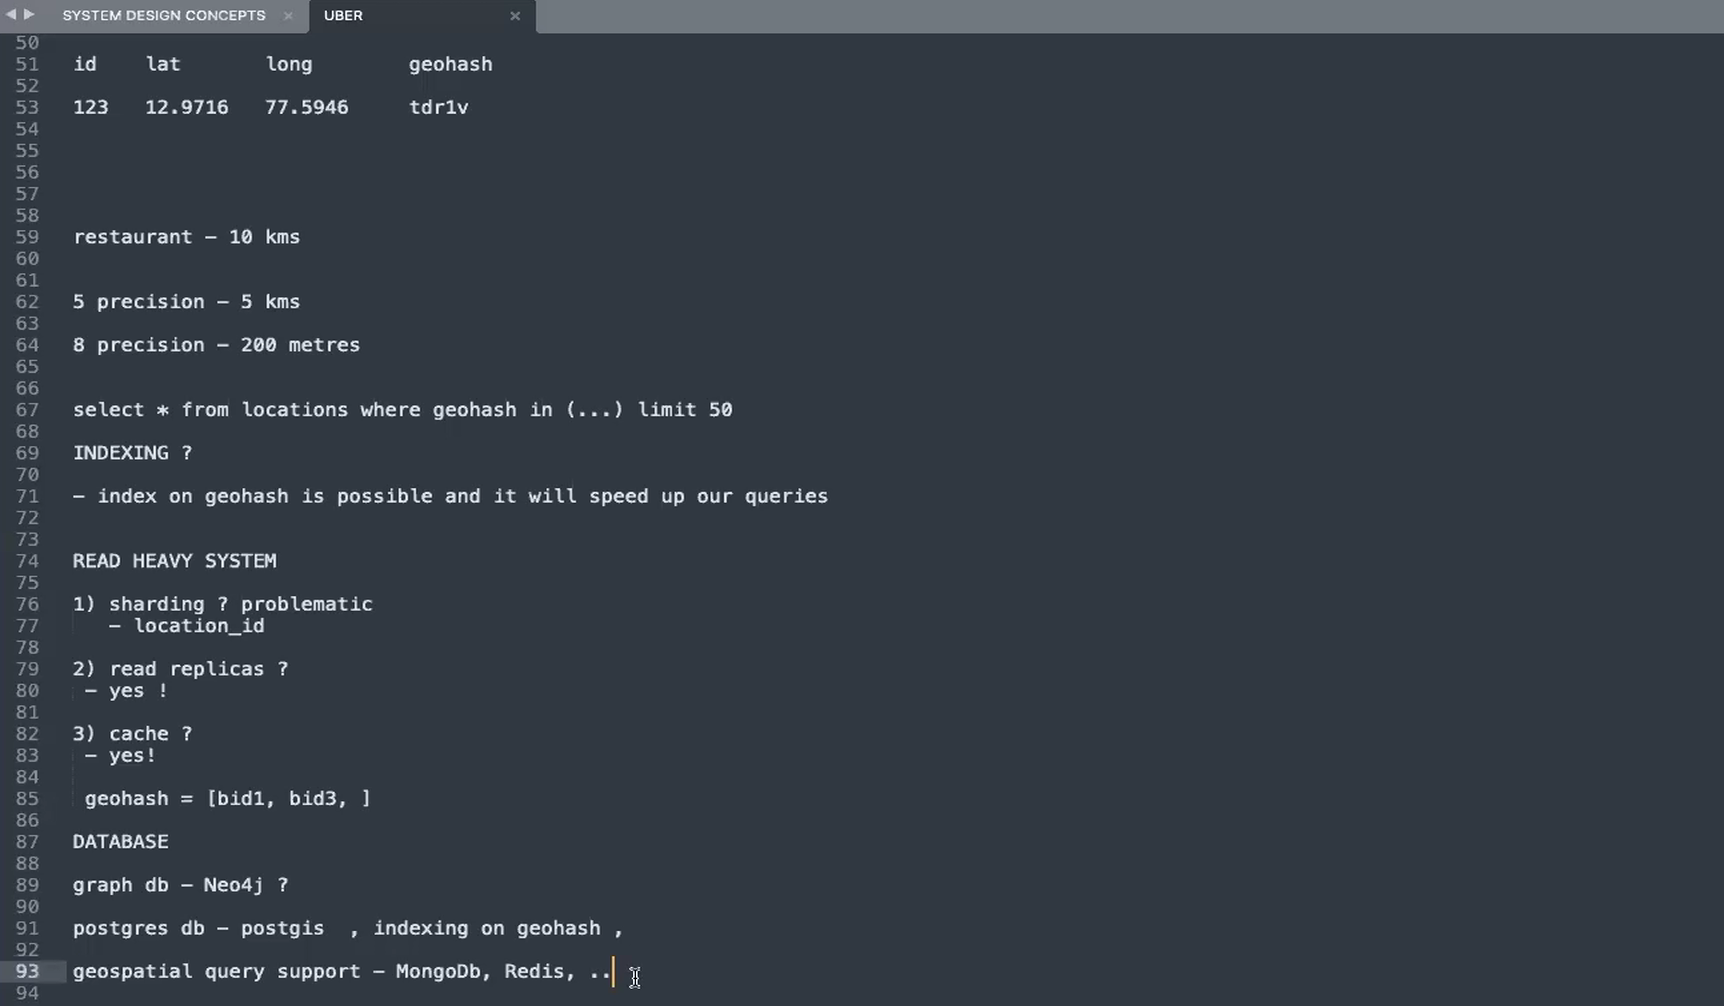 SYSTEM DESIGN CONCEPTS × UBER ×
50
51 id lat long geohash
52
53 123 12.9716 77.5946 tdr1v
54
55
56
57
58
59 restaurant – 10 kms
60
61
62 5 precision – 5 kms
63
64 8 precision – 200 metres
65
66
67 select * from locations where geohash in (...) limit 50
68
69 INDEXING ?
70
71 – index on geohash is possible and it will speed up our queries
72
73
74 READ HEAVY SYSTEM
75
76 1) sharding ? problematic
77 – location_id
78
79 2) read replicas ?
80 – yes !
81
82 3) cache ?
83 – yes!
84
85 geohash = [bid1, bid3, ]
86
87 DATABASE
88
89 graph db – Neo4j ?
90
91 postgres db – postgis , indexing on geohash ,
92
93 geospatial query support – MongoDb, Redis, ..
94